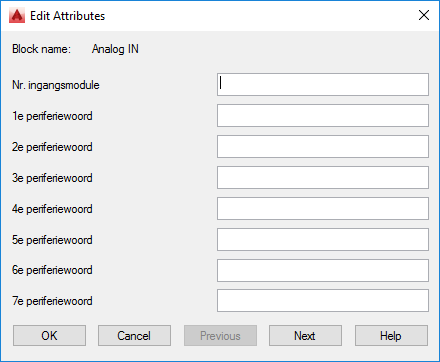 Edit Attributes
Block name: Analog IN
Nr. ingangsmodule
1e periferiewoord
2e periferiewoord
3e periferiewoord
4e periferiewoord
5e periferiewoord
6e periferiewoord
7e periferiewoord
OK Cancel Previous Next Help